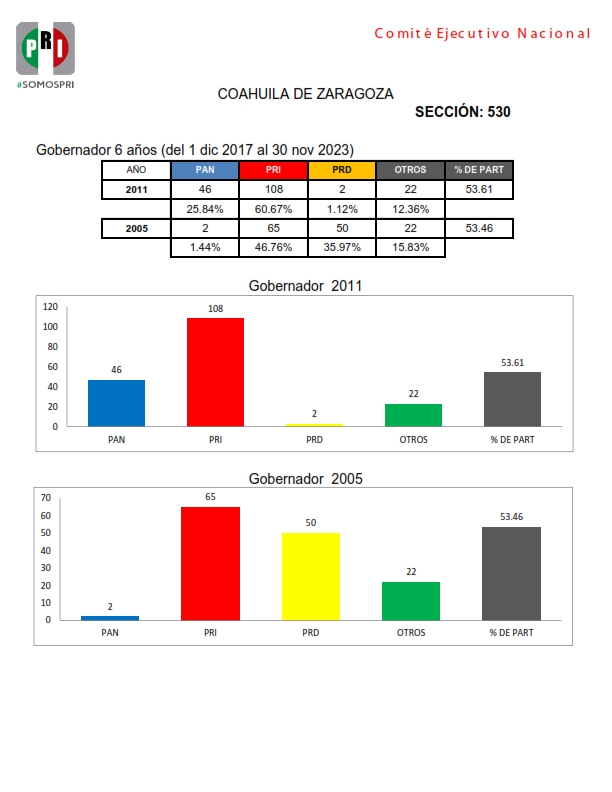 Comité Ejecutivo Nacional
PRI
#SOMOSPRI
COAHUILA DE ZARAGOZA
SECCIÓN: 530
Gobernador 6 años (del 1 dic 2017 al 30 nov 2023)
AÑO PAN PRI PRD OTROS % DE PART
2011 46 108 2 22 53.61
25.84% 60.67% 1.12% 12.36%
2005 2 65 50 22 53.46
1.44% 46.76% 35.97% 15.83%
Gobernador 2011
120
100
80
60
40
20
0
46 108 2 22 53.61
PAN PRI PRD OTROS % DE PART
Gobernador 2005
70
60
50
40
30
20
10
0
2 65 50 22 53.46
PAN PRI PRD OTROS % DE PART